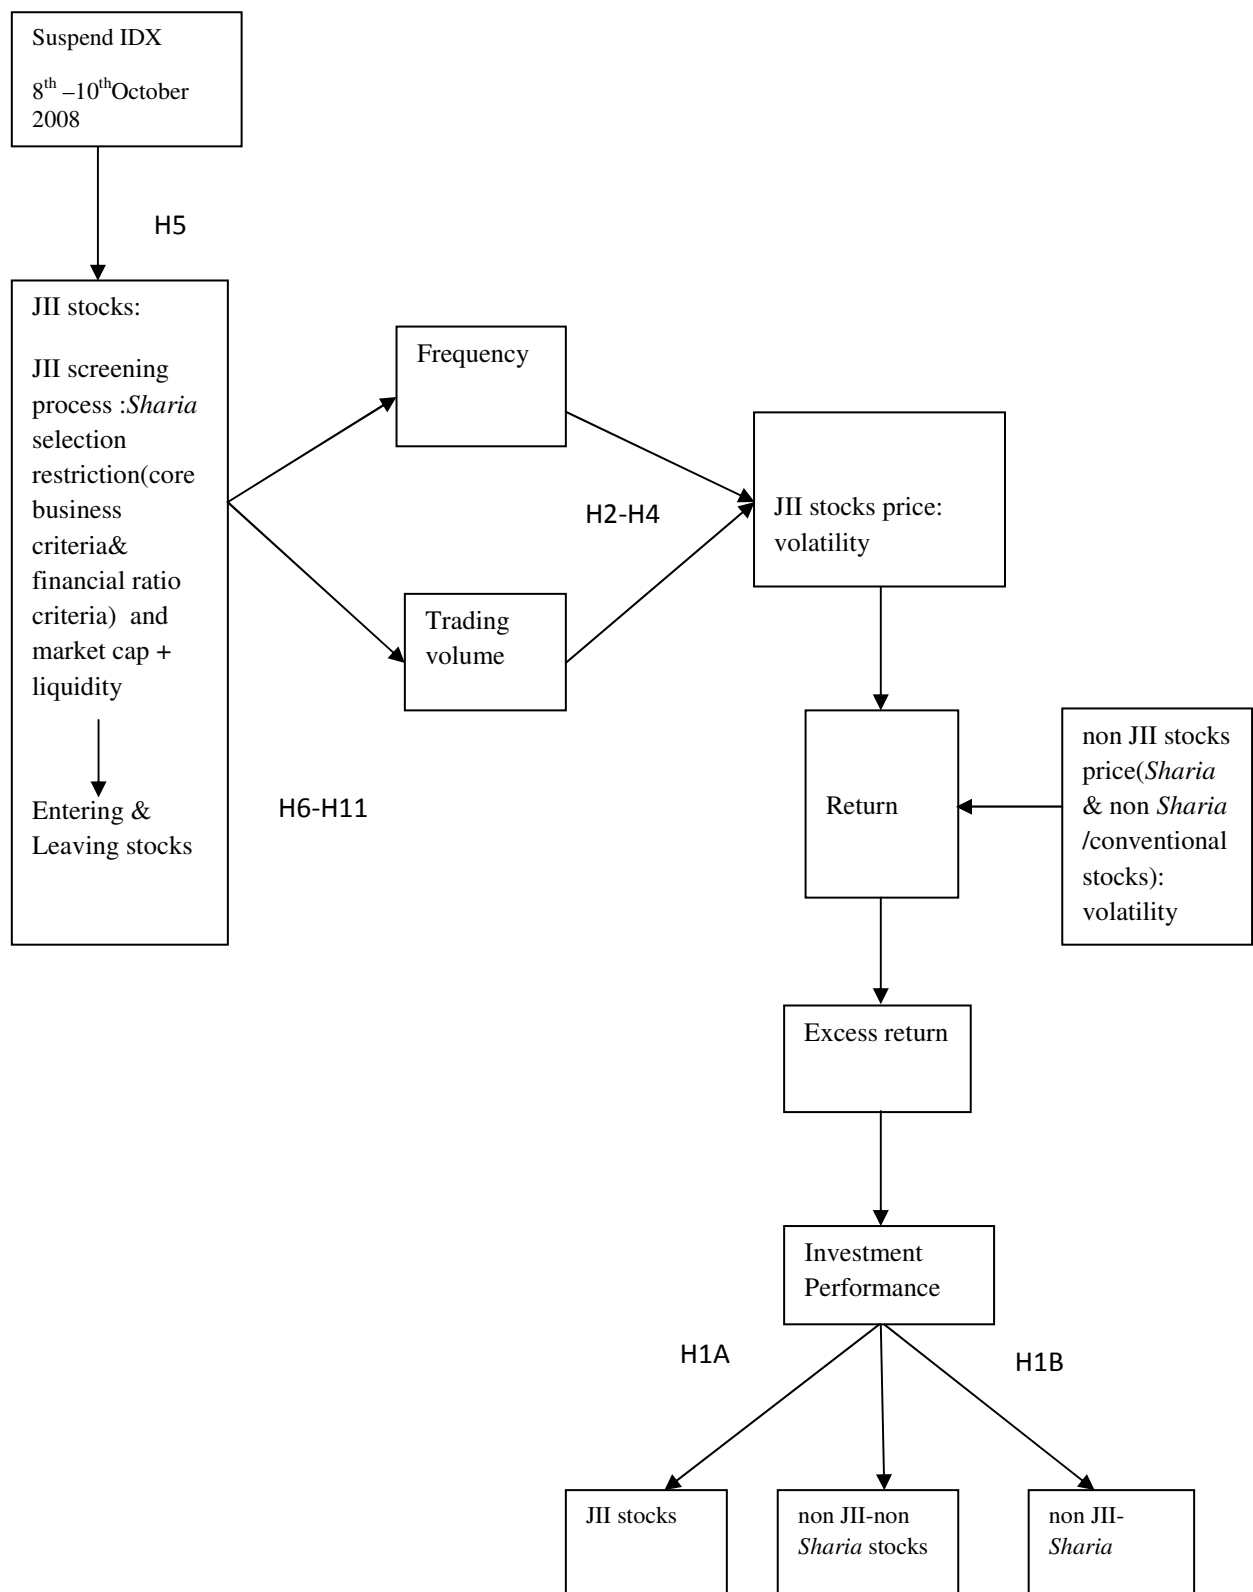 Suspend IDX
8th –10thOctober
2008
H5
JII stocks:
JII screening
process :Sharia
selection
restriction(core
business
criteria&
financial ratio
criteria) and
market cap +
liquidity
Entering &
Leaving stocks
Frequency
Trading
volume
H2-H4
H6-H11
JII stocks price:
volatility
Return
non JII stocks
price(Sharia
& non Sharia
/conventional
stocks):
volatility
Excess return
Investment
Performance
H1A
H1B
JII stocks
non JII-non
Sharia stocks
non JII-
Sharia